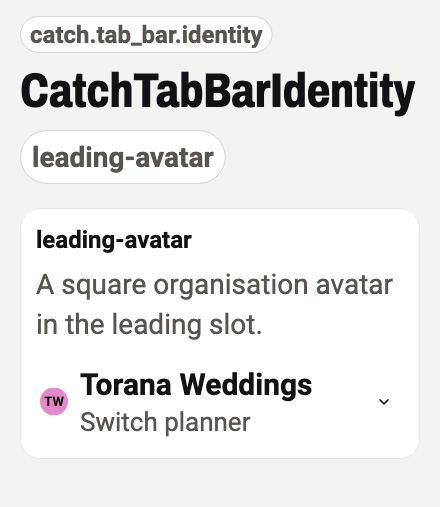 catch.tab_bar.identity
CatchTabBarIdentity
leading-avatar
leading-avatar
A square organisation avatar
in the leading slot.
TW
Torana Weddings
Switch planner